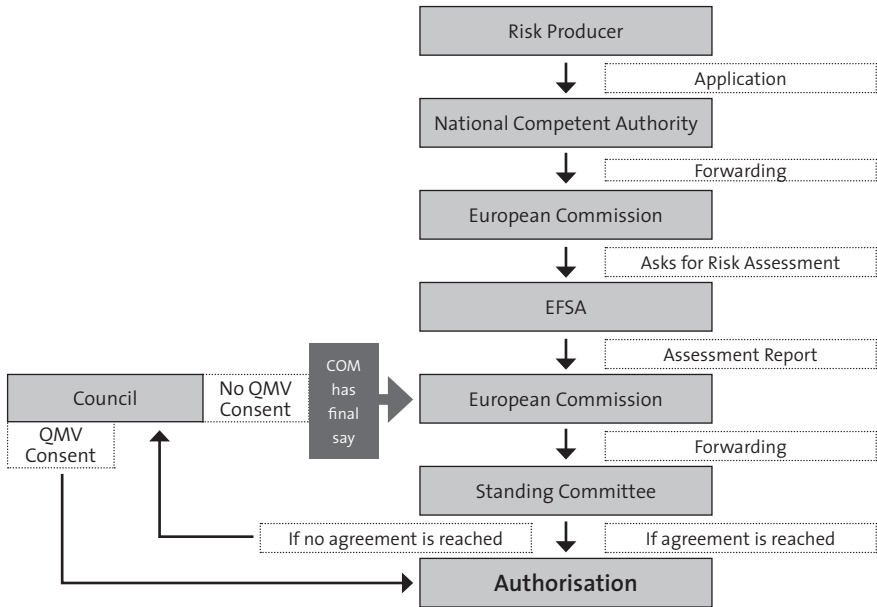 Risk Producer
Application
National Competent Authority
Forwarding
European Commission
Asks for Risk Assessment
EFSA
Assessment Report
Council
No QMV
Consent
COM
has
final
say
European Commission
QMV
Consent
Forwarding
Standing Committee
If no agreement is reached
If agreement is reached
Authorisation